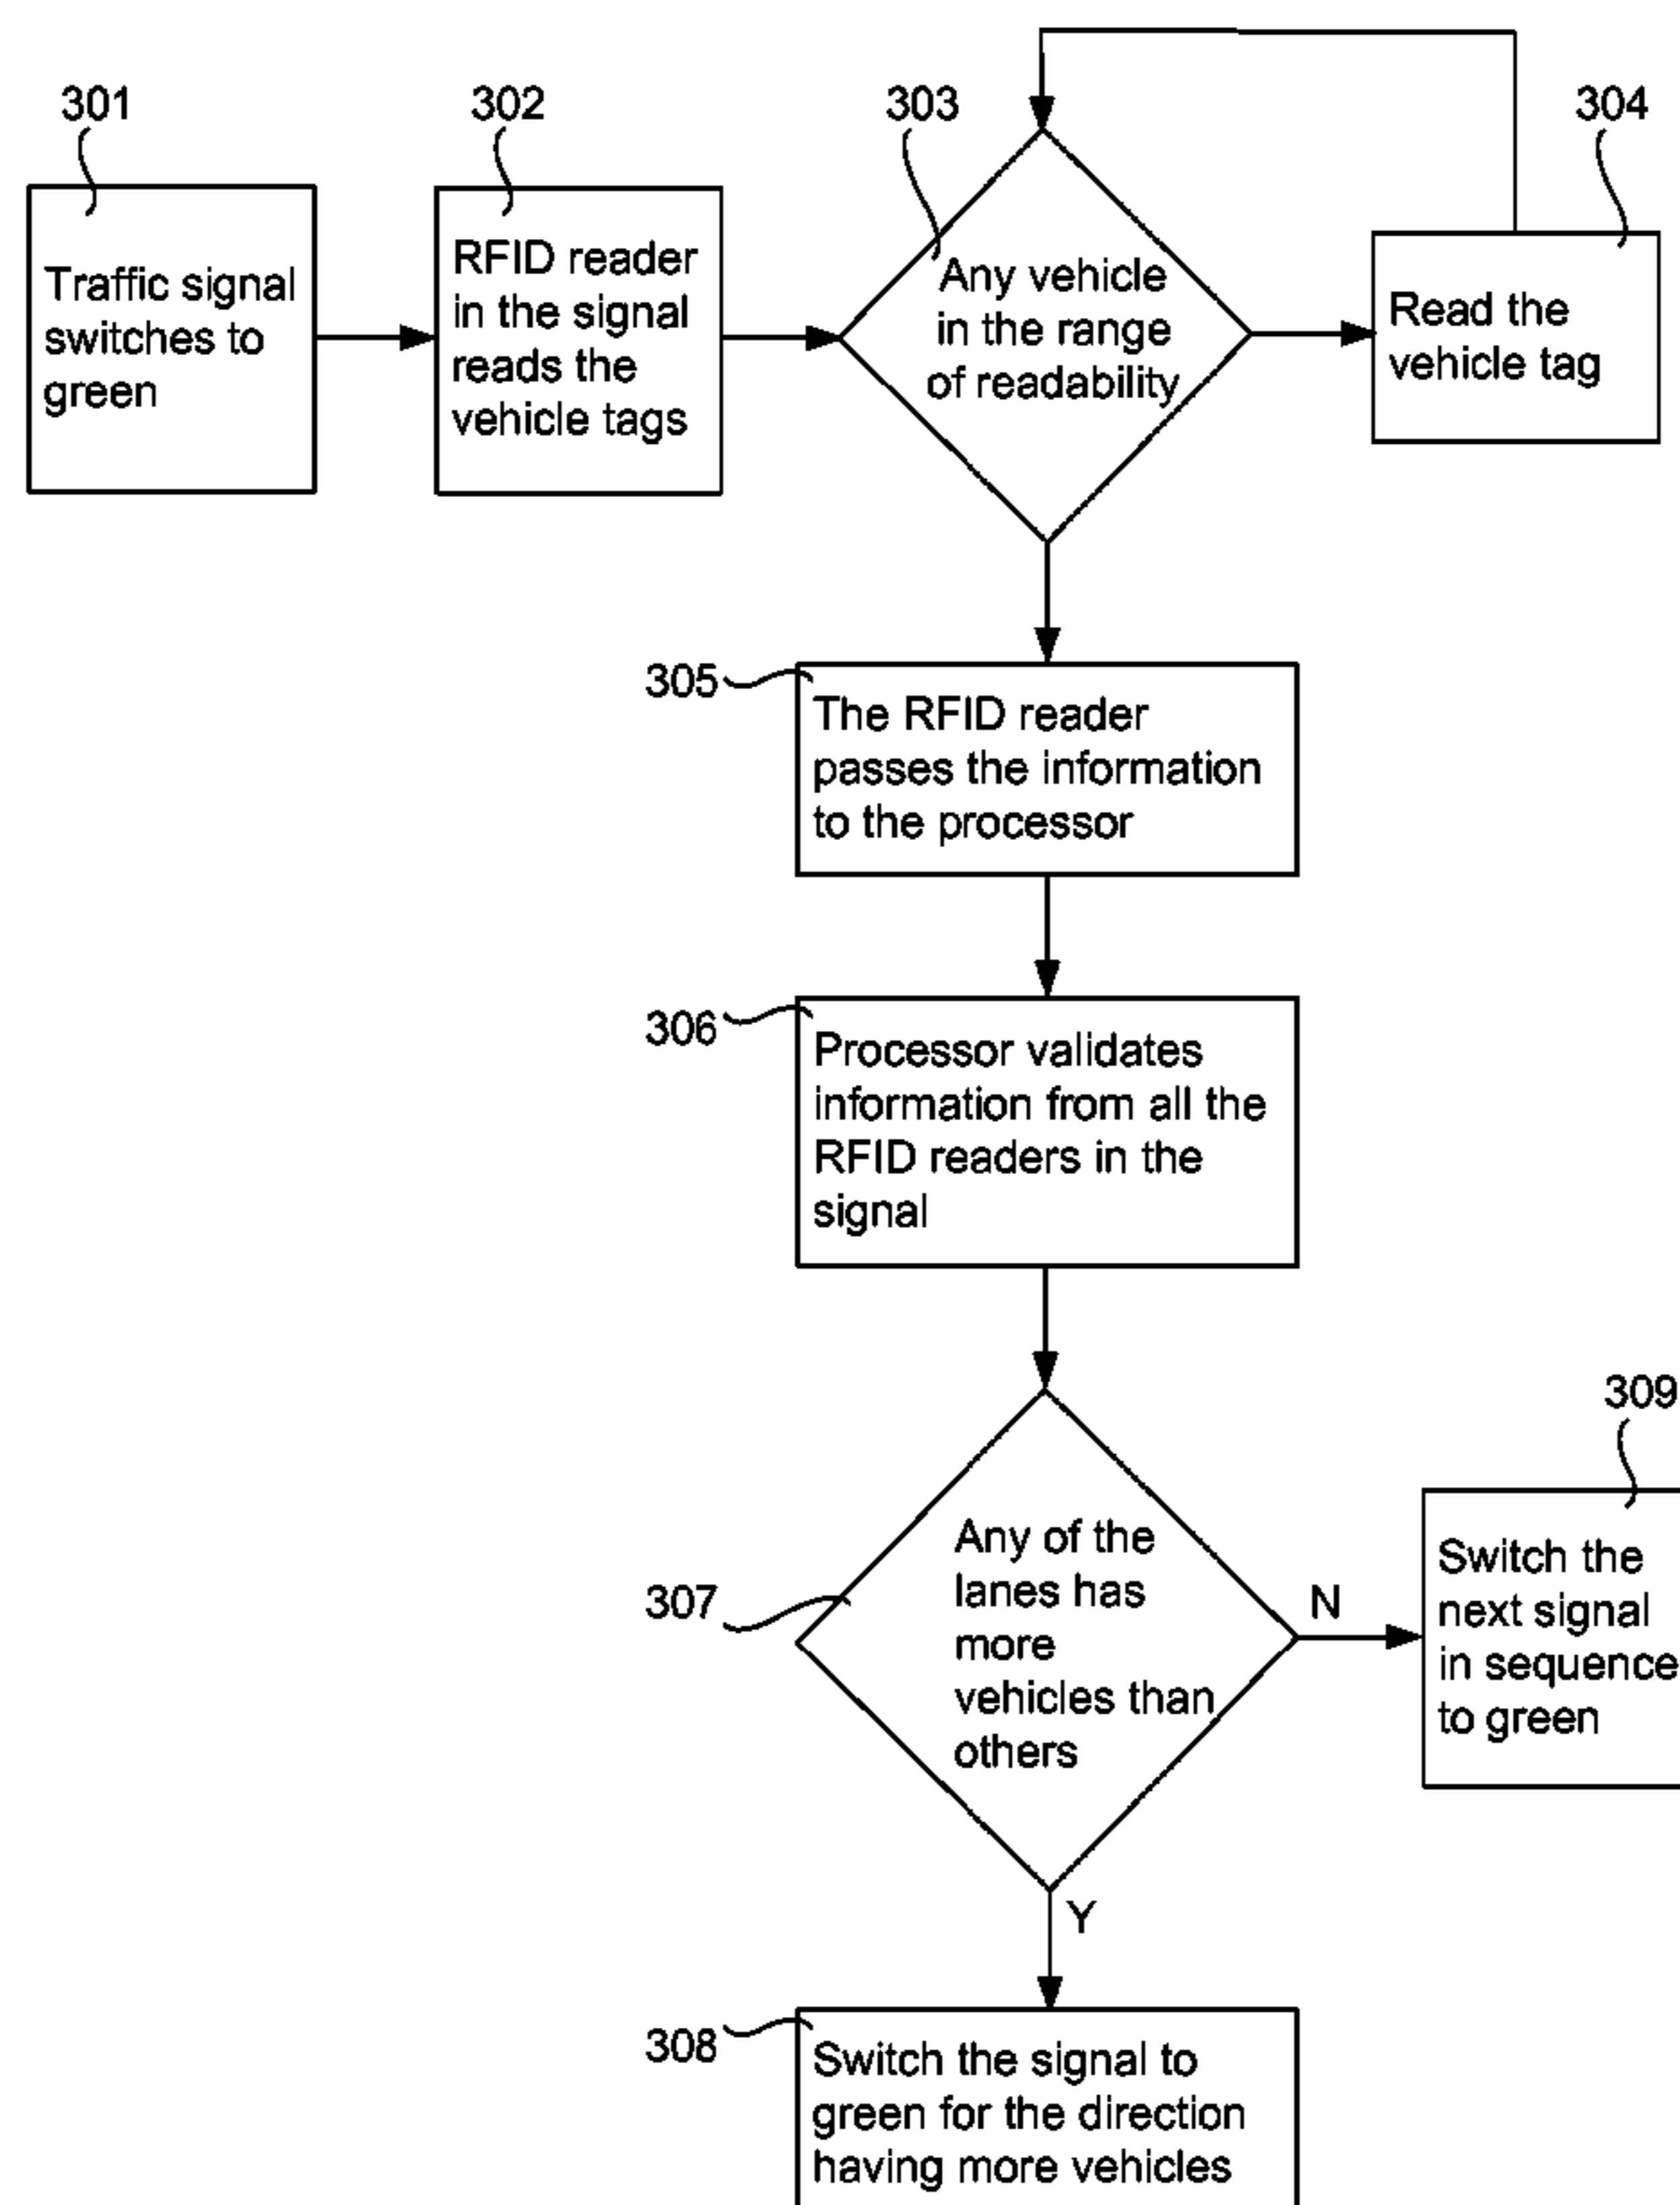 301
Traffic signal
switches to
green
302
RFID reader
in the signal
reads the
vehicle tags
303
Any vehicle
in the range
of readability
304
Read the
vehicle tag
305
The RFID reader
passes the information
to the processor
306
Processor validates
information from all the
RFID readers in the
signal
307
Any of the
lanes has
more
vehicles than
others
N
309
Switch the
next signal
in sequence
to green
Y
308
Switch the signal to
green for the direction
having more vehicles